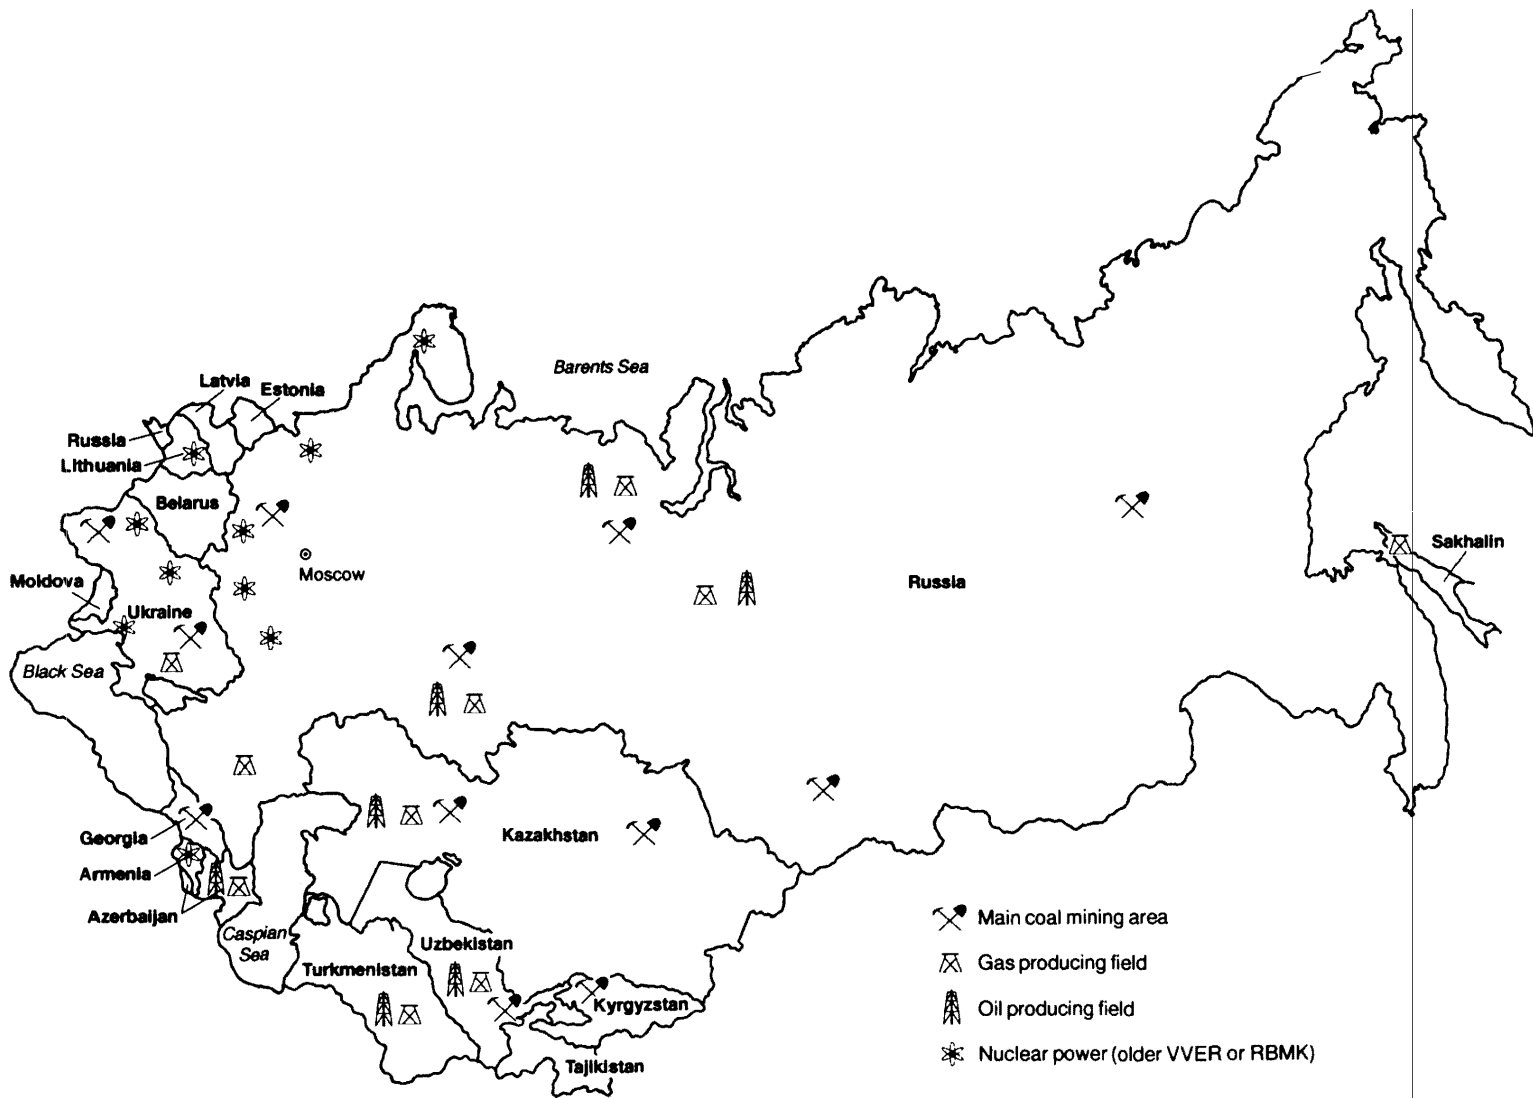 Barents Sea
Latvia
Estonia
Russia
Lithuania
Belarus
Moscow
Moldova
Ukraine
Russia
Sakhalin
Black Sea
Georgia
Kazakhstan
Armenia
Azerbaijan
Caspian
Sea
Uzbekistan
Turkmenistan
Kyrgyzstan
Tajikistan
Main coal mining area
Gas producing field
Oil producing field
Nuclear power (older VVER or RBMK)